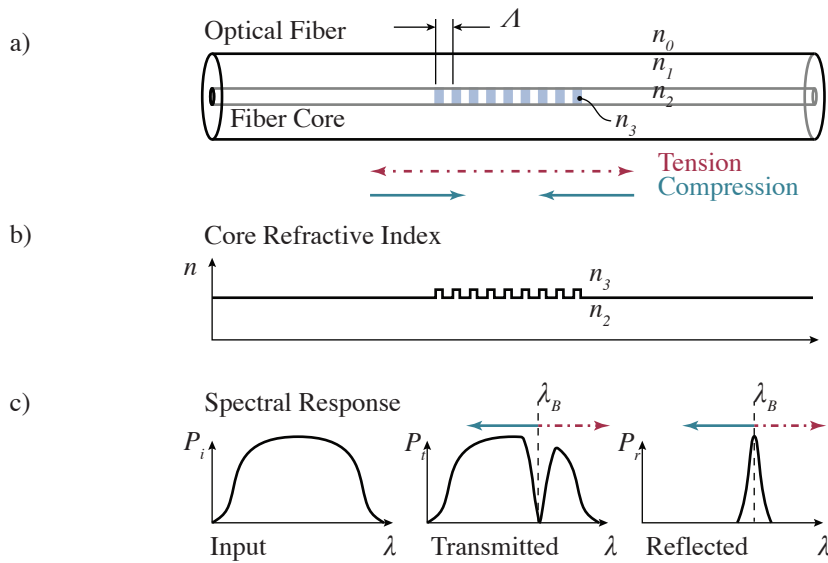 a)
Optical Fiber
Λ
n0
n1
n2
Fiber Core
n3
Tension
Compression
b)
Core Refractive Index
n
n3
n2
c)
Spectral Response
λB
λB
Pi
Pt
Pr
Input
λ
Transmitted
λ
Reflected
λ